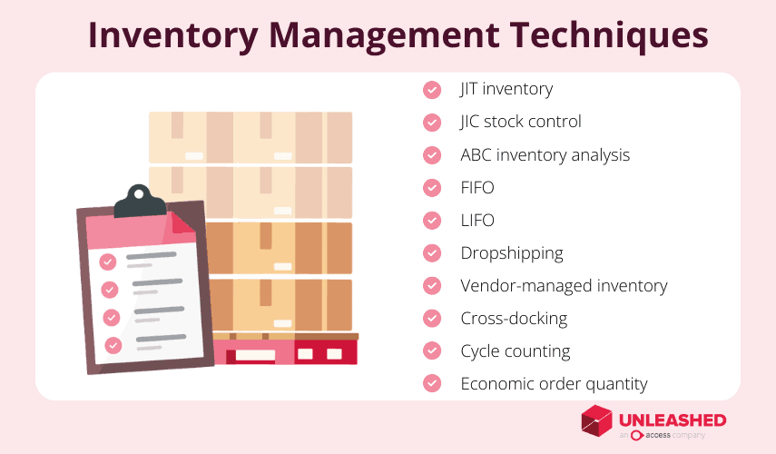 Inventory Management Techniques
JIT inventory
JIC stock control
ABC inventory analysis
FIFO
LIFO
Dropshipping
Vendor-managed inventory
Cross-docking
Cycle counting
Economic order quantity
UNLEASHED
an access company